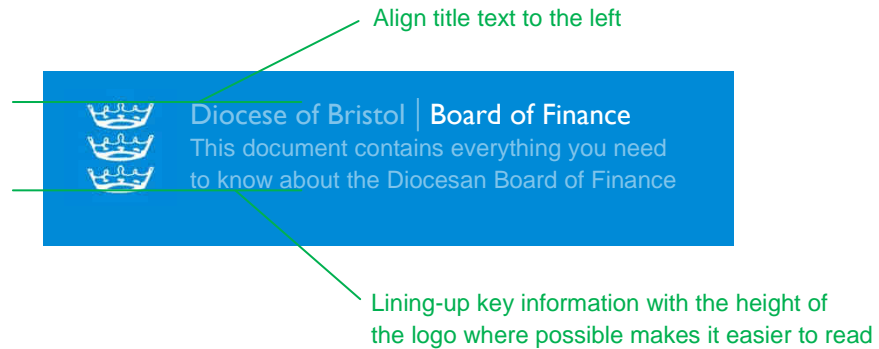 Align title text to the left
Diocese of Bristol | Board of Finance
This document contains everything you need
to know about the Diocesan Board of Finance
Lining-up key information with the height of
the logo where possible makes it easier to read